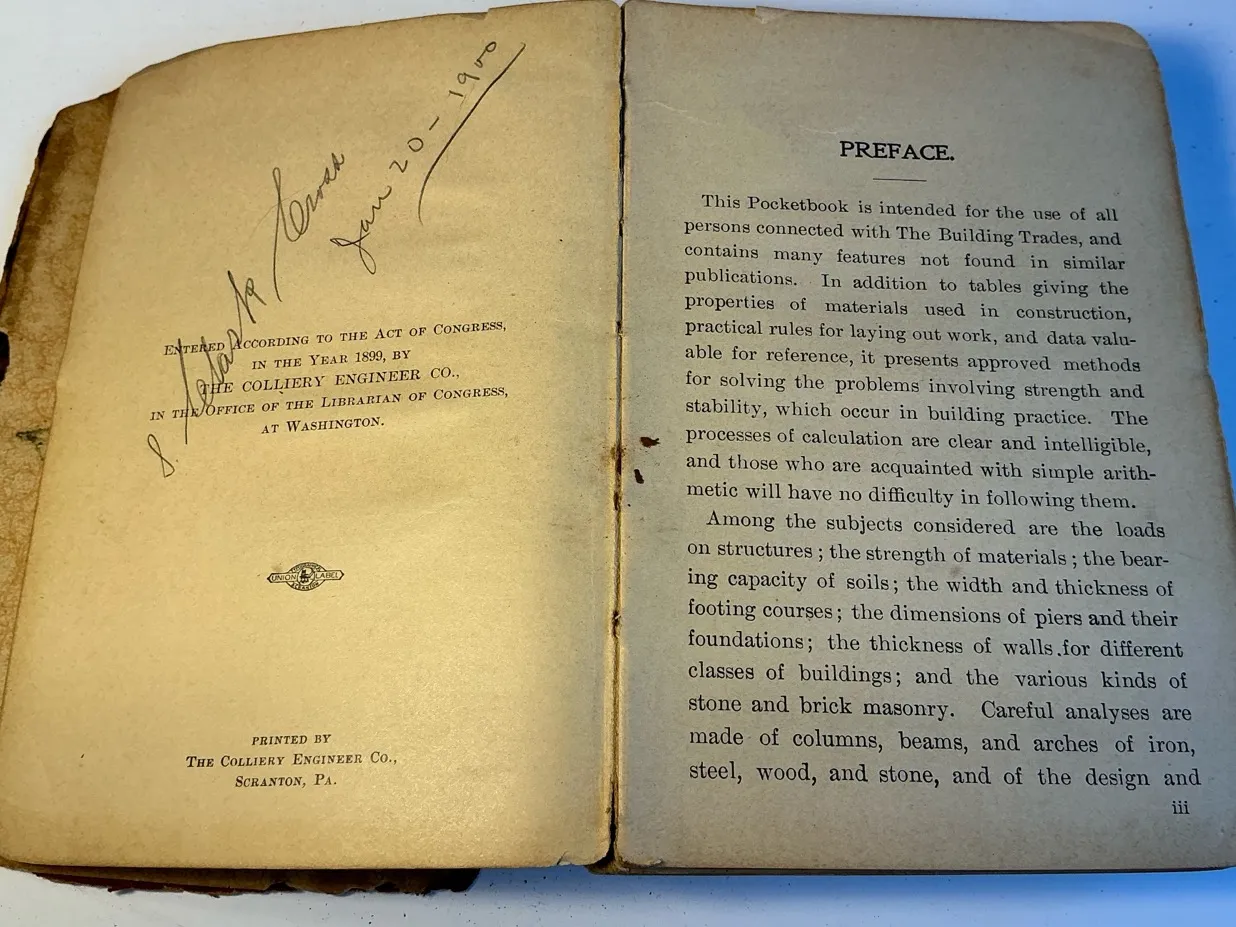 S. Clark Cross
Jan 20 - 1900
ENTERED ACCORDING TO THE ACT OF CONGRESS,
IN THE YEAR 1899, BY
THE COLLIERY ENGINEER CO.,
IN THE OFFICE OF THE LIBRARIAN OF CONGRESS,
AT WASHINGTON.
UNION LABEL
PRINTED BY
THE COLLIERY ENGINEER CO.,
SCRANTON, PA.
PREFACE.
This Pocketbook is intended for the use of all
persons connected with The Building Trades, and
contains many features not found in similar
publications. In addition to tables giving the
properties of materials used in construction,
practical rules for laying out work, and data valu-
able for reference, it presents approved methods
for solving the problems involving strength and
stability, which occur in building practice. The
processes of calculation are clear and intelligible,
and those who are acquainted with simple arith-
metic will have no difficulty in following them.
Among the subjects considered are the loads
on structures; the strength of materials; the bear-
ing capacity of soils; the width and thickness of
footing courses; the dimensions of piers and their
foundations; the thickness of walls for different
classes of buildings; and the various kinds of
stone and brick masonry. Careful analyses are
made of columns, beams, and arches of iron,
steel, wood, and stone, and of the design and
iii